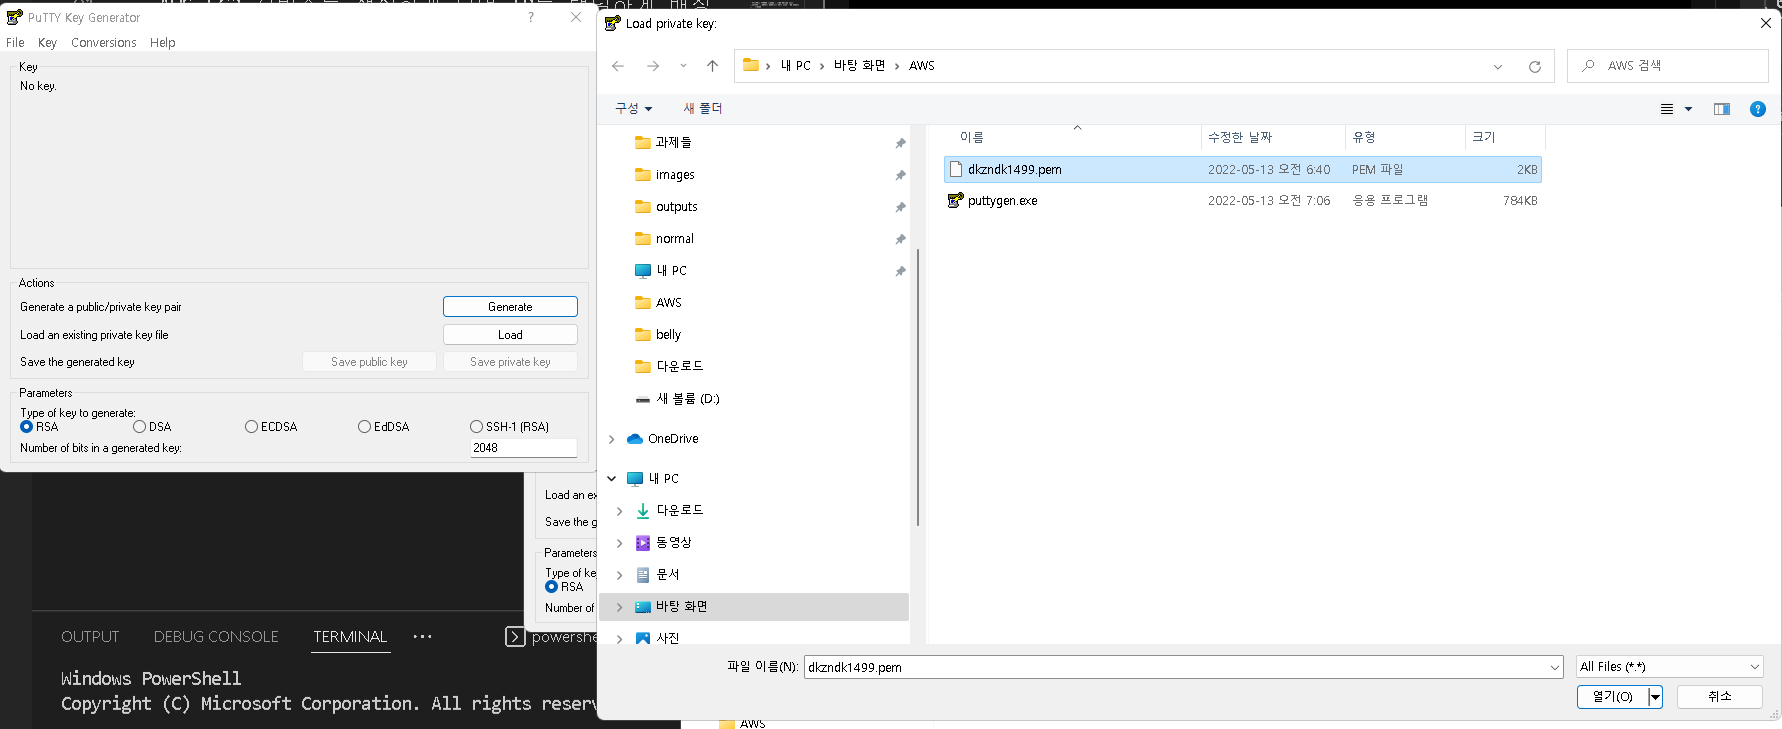 PuTTY Key Generator
?
File Key Conversions Help
Key
No key.
Actions
Generate a public/private key pair
Generate
Load an existing private key file
Load
Save the generated key
Save public key
Save private key
Parameters
Type of key to generate:
RSA
DSA
ECDSA
EdDSA
SSH-1 (RSA)
Number of bits in a generated key:
2048
Load an ex
Save the g
Parameters
Type of ke
RSA
Number of
OUTPUT DEBUG CONSOLE TERMINAL ··· powershe
Windows PowerShell
Copyright (C) Microsoft Corporation. All rights reserv
Load private key:
내 PC › 바탕 화면 › AWS
AWS 검색
구성
새 폴더
과제들
images
outputs
normal
내 PC
AWS
belly
다운로드
새 볼륨 (D:)
OneDrive
내 PC
다운로드
동영상
문서
바탕 화면
사진
이름 수정한 날짜 유형 크기
dkzndk1499.pem 2022-05-13 오전 6:40 PEM 파일 2KB
puttygen.exe 2022-05-13 오전 7:06 응용 프로그램 784KB
파일 이름(N): dkzndk1499.pem
All Files (*.*)
열기(O)
취소
AWS